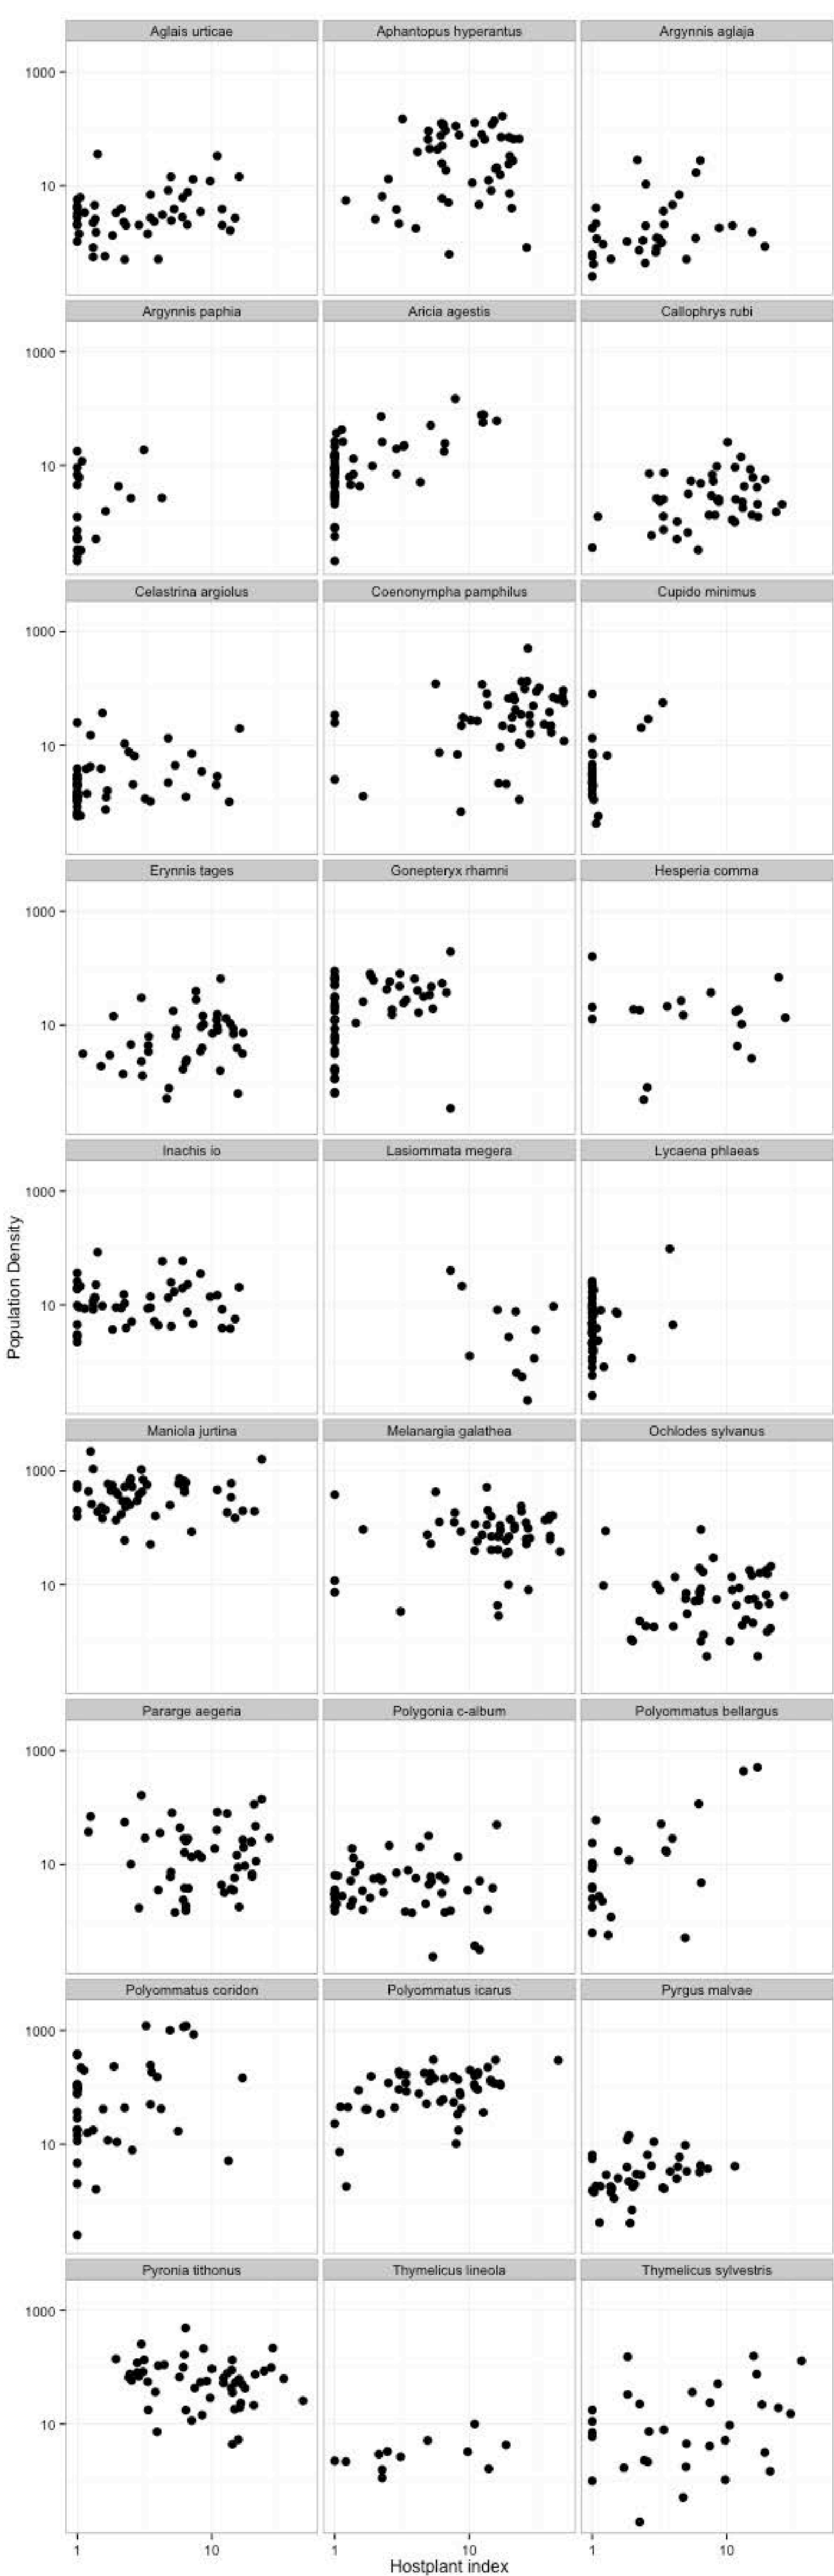 Aglais urticae Aphantopus hyperantus Argynnis aglaja
1000
10
Argynnis paphia Aricia agestis Callophrys rubi
1000
10
Celastrina argiolus Coenonympha pamphilus Cupido minimus
1000
10
Erynnis tages Gonepteryx rhamni Hesperia comma
1000
10
Inachis io Lasiommata megera Lycaena phlaeas
1000
10
Population Density
Maniola jurtina Melanargia galathea Ochlodes sylvanus
1000
10
Pararge aegeria Polygonia c-album Polyommatus bellargus
1000
10
Polyommatus coridon Polyommatus icarus Pyrgus malvae
1000
10
Pyronia tithonus Thymelicus lineola Thymelicus sylvestris
1000
10
1 10 1 10 1 10
Hostplant index